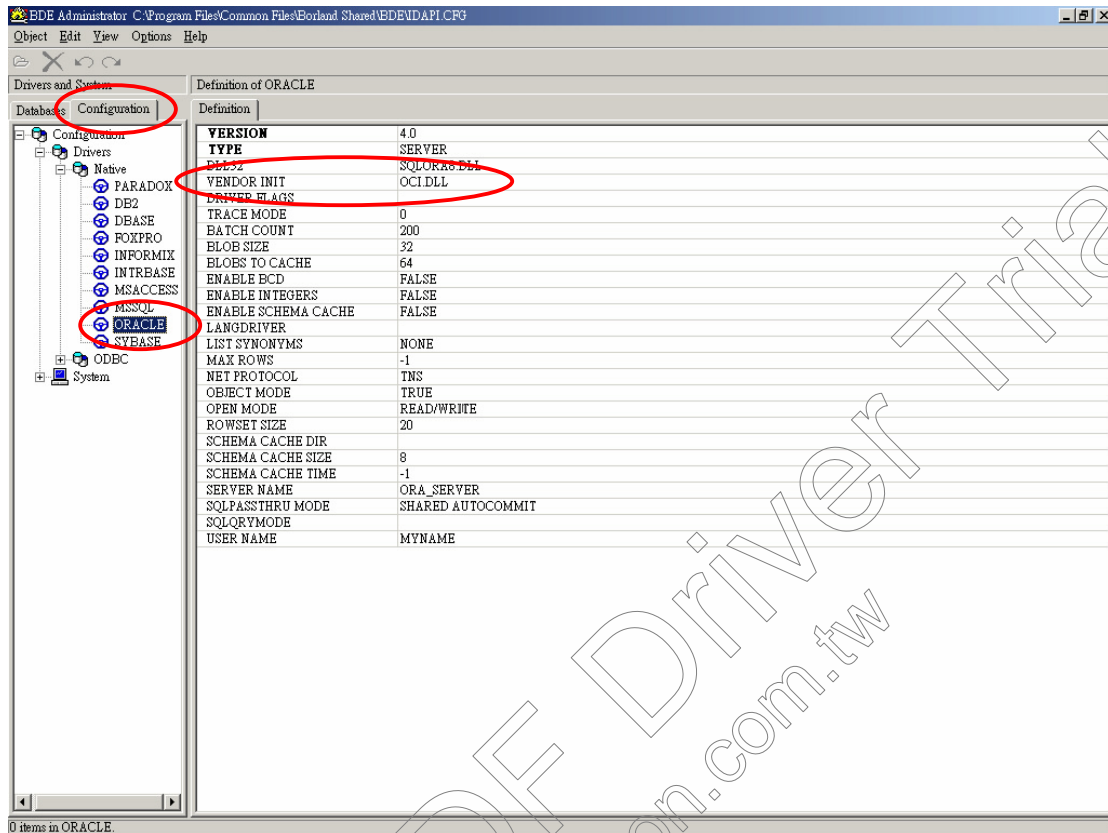 BDE Administrator C:\Program Files\Common Files\Borland Shared\BDE\IDAPI.CFG
Object Edit View Options Help
Drivers and System
Definition of ORACLE
Databases Configuration
Definition
Configuration
Drivers
Native
PARADOX
DB2
DBASE
FOXPRO
INFORMIX
INTRBASE
MSACCESS
MSSQL
ORACLE
SYBASE
ODBC
System
VERSION 4.0
TYPE SERVER
DLL32 SQLORA8.DLL
VENDOR INIT OCI.DLL
DRIVER FLAGS
TRACE MODE 0
BATCH COUNT 200
BLOB SIZE 32
BLOBS TO CACHE 64
ENABLE BCD FALSE
ENABLE INTEGERS FALSE
ENABLE SCHEMA CACHE FALSE
LANGDRIVER
LIST SYNONYMS NONE
MAX ROWS -1
NET PROTOCOL TNS
OBJECT MODE TRUE
OPEN MODE READ/WRITE
ROWSET SIZE 20
SCHEMA CACHE DIR
SCHEMA CACHE SIZE 8
SCHEMA CACHE TIME -1
SERVER NAME ORA_SERVER
SQLPASSTHRU MODE SHARED AUTOCOMMIT
SQLQRYMODE
USER NAME MYNAME
0 items in ORACLE.
DF Driver Tria
on.com.tw